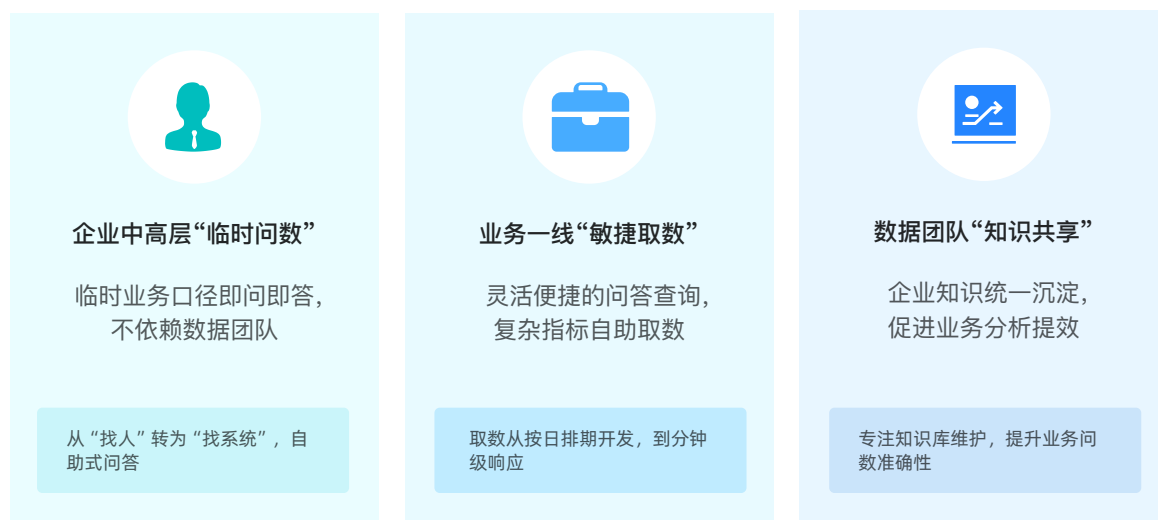 企业中高层“临时问数”
临时业务口径即问即答，
不依赖数据团队
从“找人”转为“找系统”，自
助式问答
业务一线“敏捷取数”
灵活便捷的问答查询，
复杂指标自助取数
取数从按日排期开发，到分钟
级响应
数据团队“知识共享”
企业知识统一沉淀，
促进业务分析提效
专注知识库维护，提升业务问
数准确性